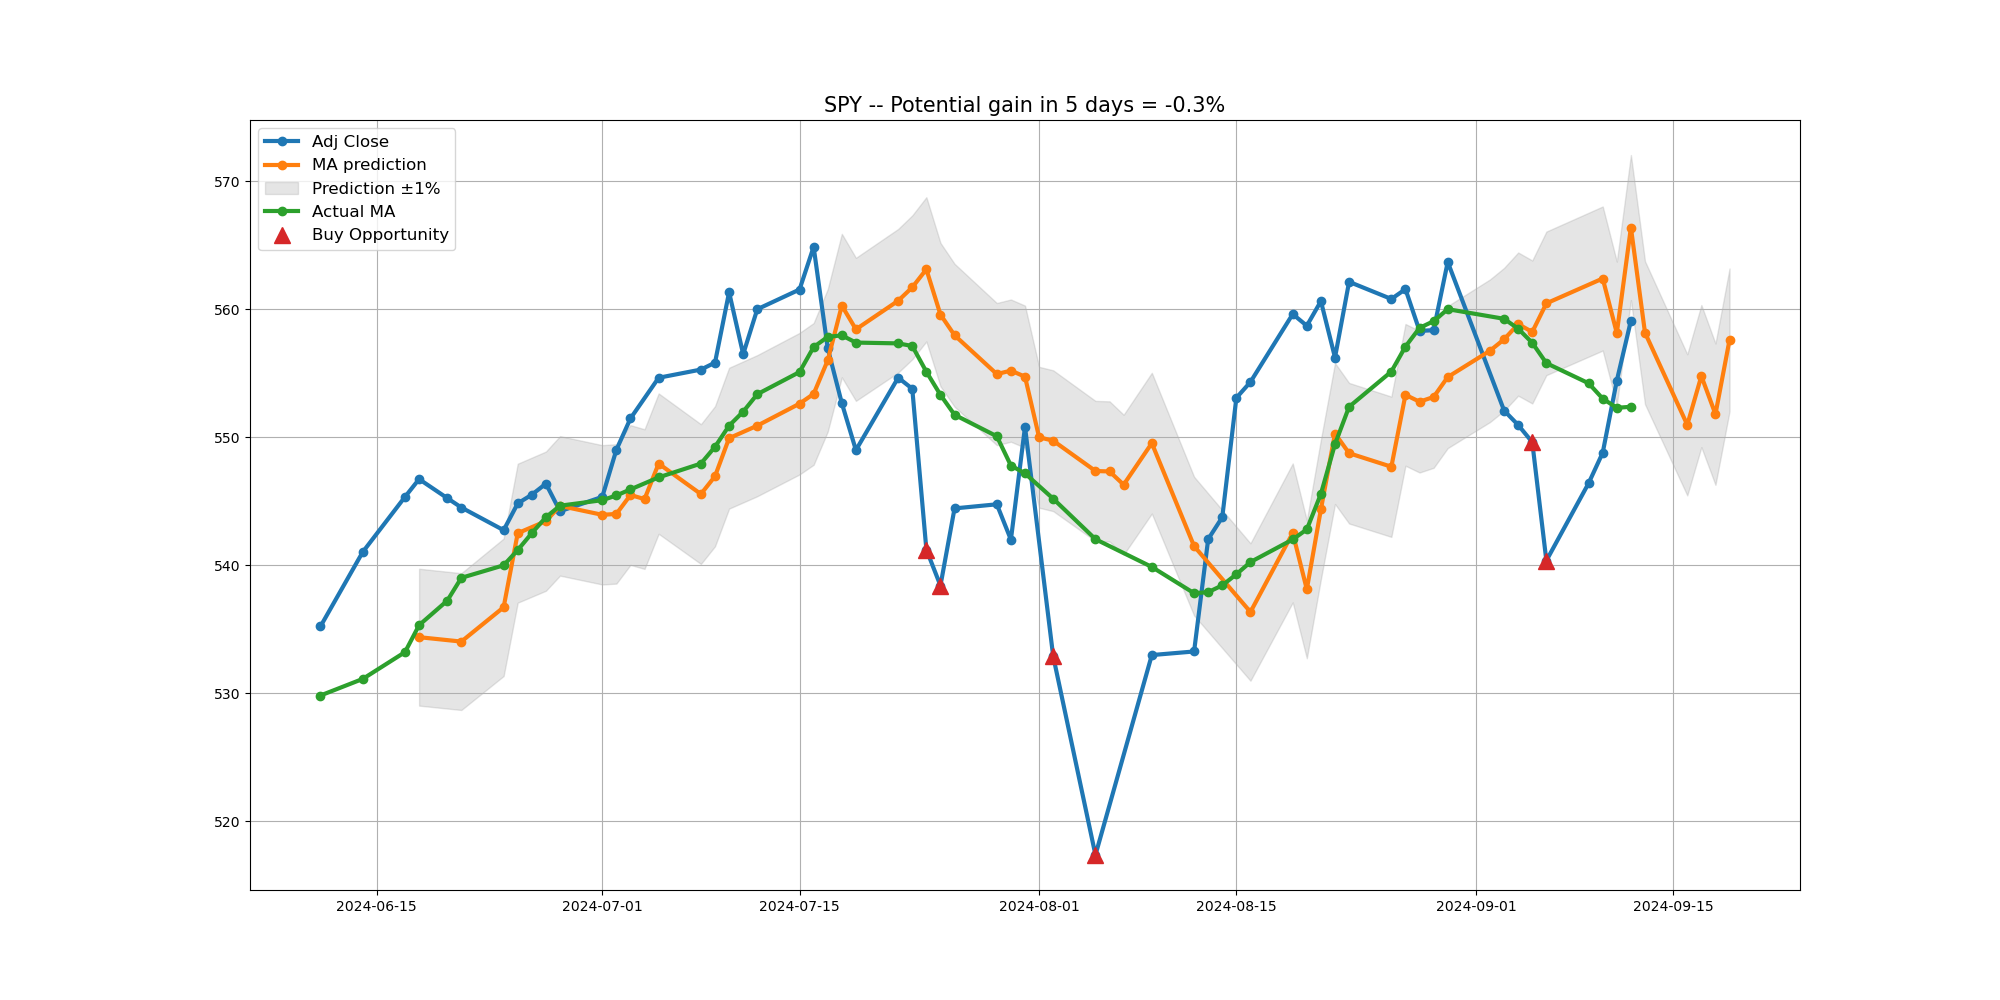 SPY -- Potential gain in 5 days = -0.3%
Adj Close
MA prediction
Prediction ±1%
Actual MA
Buy Opportunity
570
560
550
540
530
520
2024-06-15
2024-07-01
2024-07-15
2024-08-01
2024-08-15
2024-09-01
2024-09-15